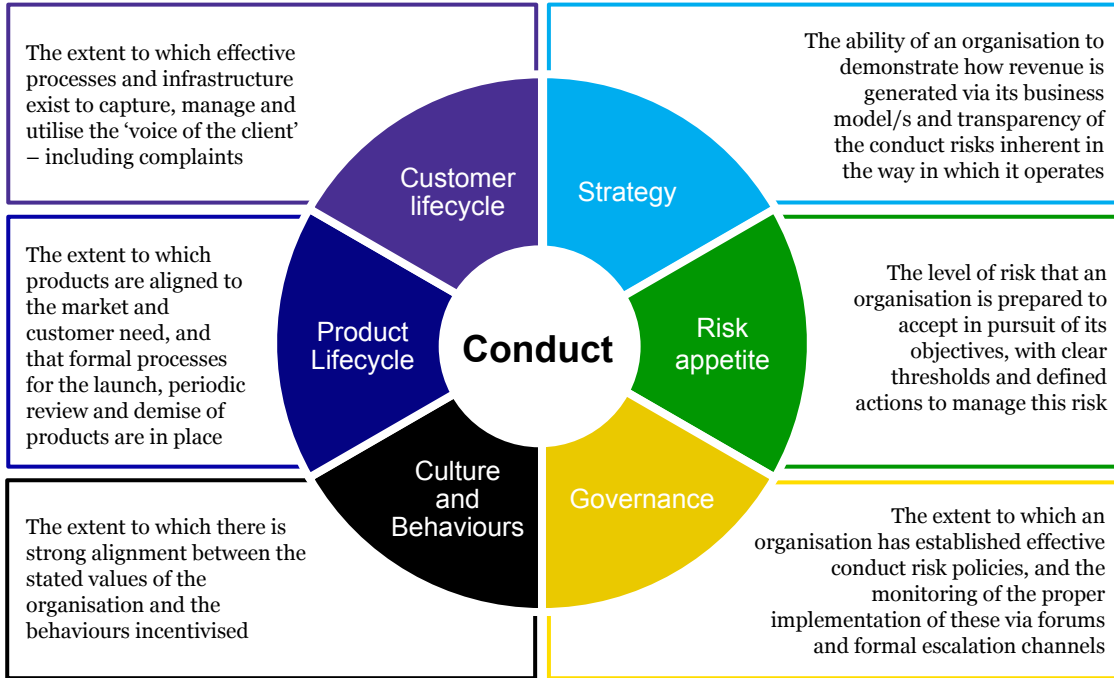 The extent to which effective
processes and infrastructure
exist to capture, manage and
utilise the ‘voice of the client’
– including complaints
Customer
lifecycle
Strategy
The ability of an organisation to
demonstrate how revenue is
generated via its business
model/s and transparency of
the conduct risks inherent in
the way in which it operates
The extent to which
products are aligned to
the market and
customer need, and
that formal processes
for the launch, periodic
review and demise of
products are in place
Product
Lifecycle
Conduct
Risk
appetite
The level of risk that an
organisation is prepared to
accept in pursuit of its
objectives, with clear
thresholds and defined
actions to manage this risk
The extent to which there is
strong alignment between the
stated values of the
organisation and the
behaviours incentivised
Culture
and
Behaviours
Governance
The extent to which an
organisation has established effective
conduct risk policies, and the
monitoring of the proper
implementation of these via forums
and formal escalation channels